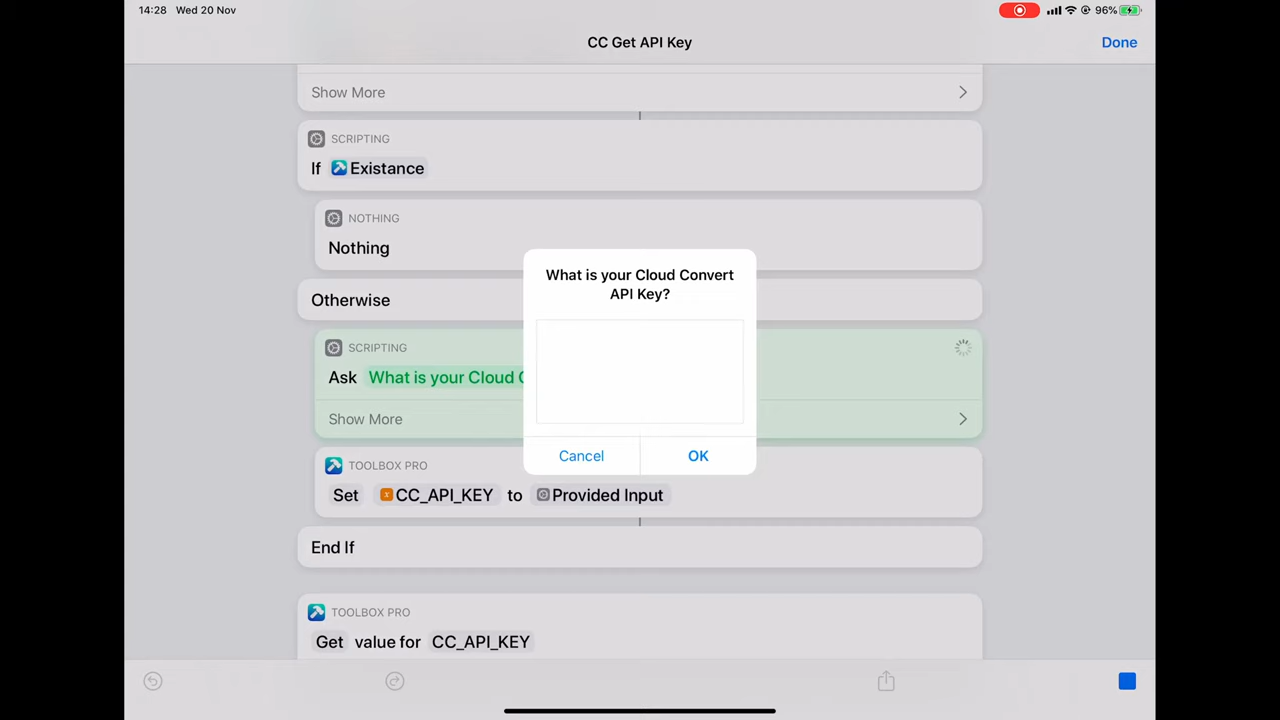 14:28 Wed 20 Nov
96%
CC Get API Key
Done
Show More
SCRIPTING
If Existance
NOTHING
Nothing
Otherwise
SCRIPTING
Ask What is your Cloud C
Show More
What is your Cloud Convert
API Key?
Cancel
OK
TOOLBOX PRO
Set CC_API_KEY to Provided Input
End If
TOOLBOX PRO
Get value for CC_API_KEY